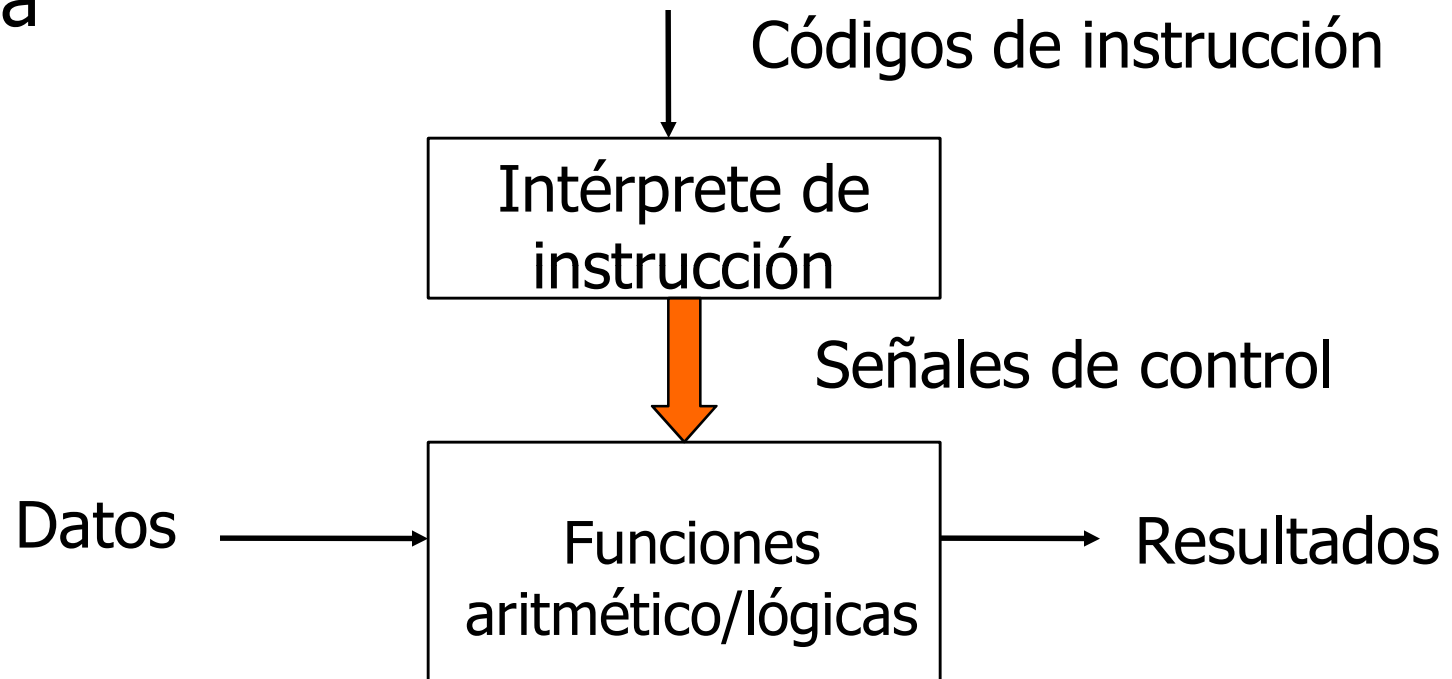 a
Códigos de instrucción
Intérprete de
instrucción
Señales de control
Datos
Funciones
aritmético/lógicas
Resultados